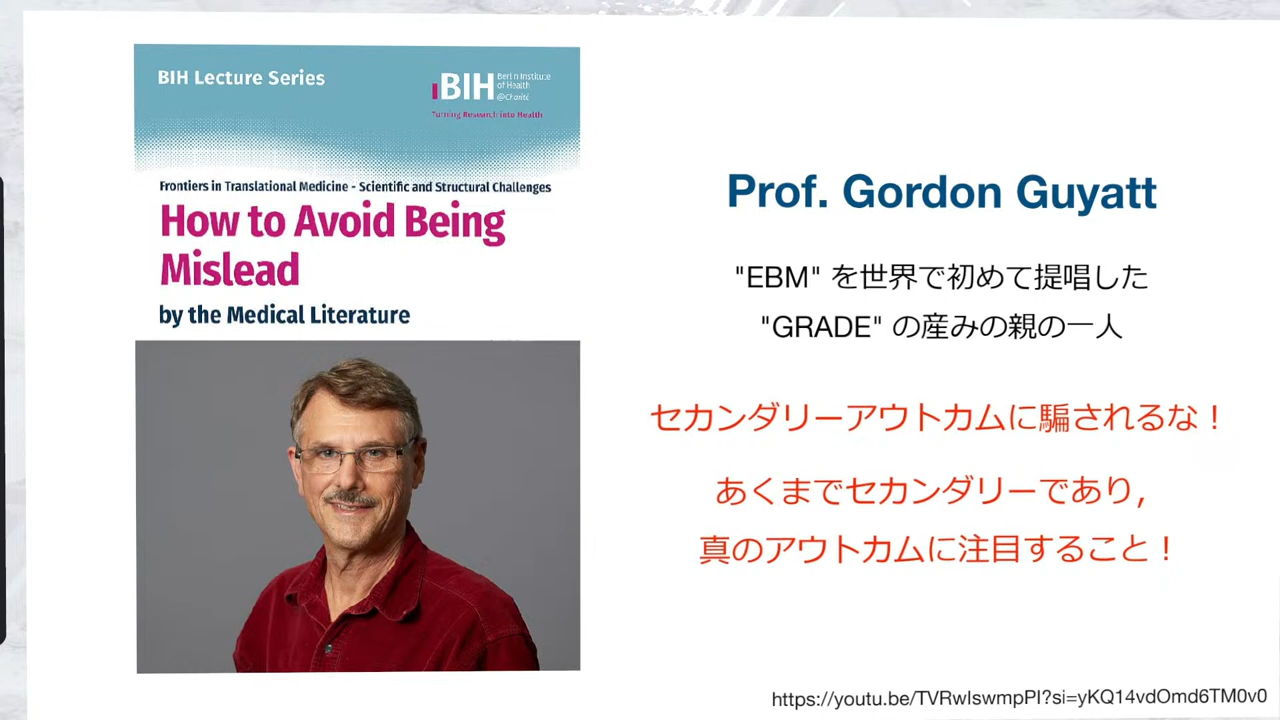 BIH Lecture Series
BIH Berlin Institute
of Health
@Charité
Turning Research into Health
Frontiers in Translational Medicine - Scientific and Structural Challenges
How to Avoid Being
Mislead
by the Medical Literature
Prof. Gordon Guyatt
"EBM" を世界で初めて提唱した
"GRADE" の産みの親の一人
セカンダリーアウトカムに騙されるな！
あくまでセカンダリーであり,
真のアウトカムに注目すること！
https://youtu.be/TVRwIswmpPI?si=yKQ14vdOmd6TM0v0